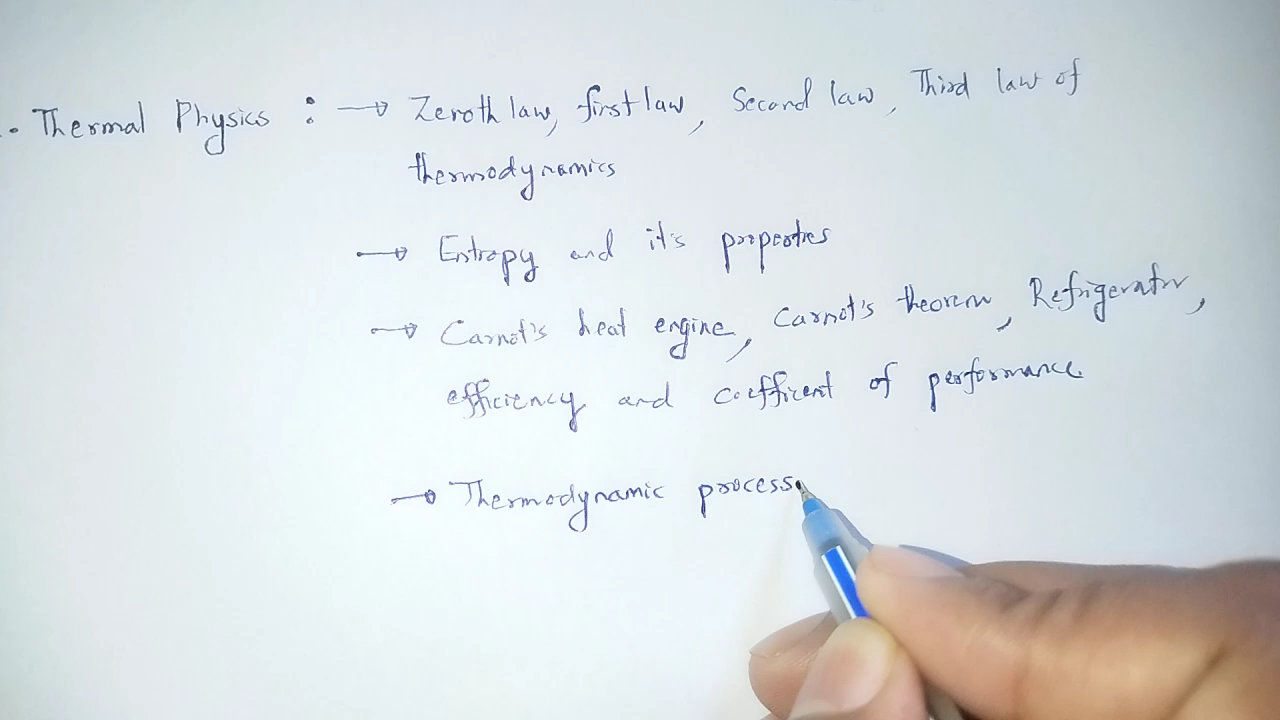 Thermal Physics : → Zeroth law, first law, Second law, Third law of
thermodynamics
→ Entropy and it's properties
→ Carnot's heat engine, Carnot's theorem, Refrigerator,
efficiency and coefficent of performance
→ Thermodynamic process